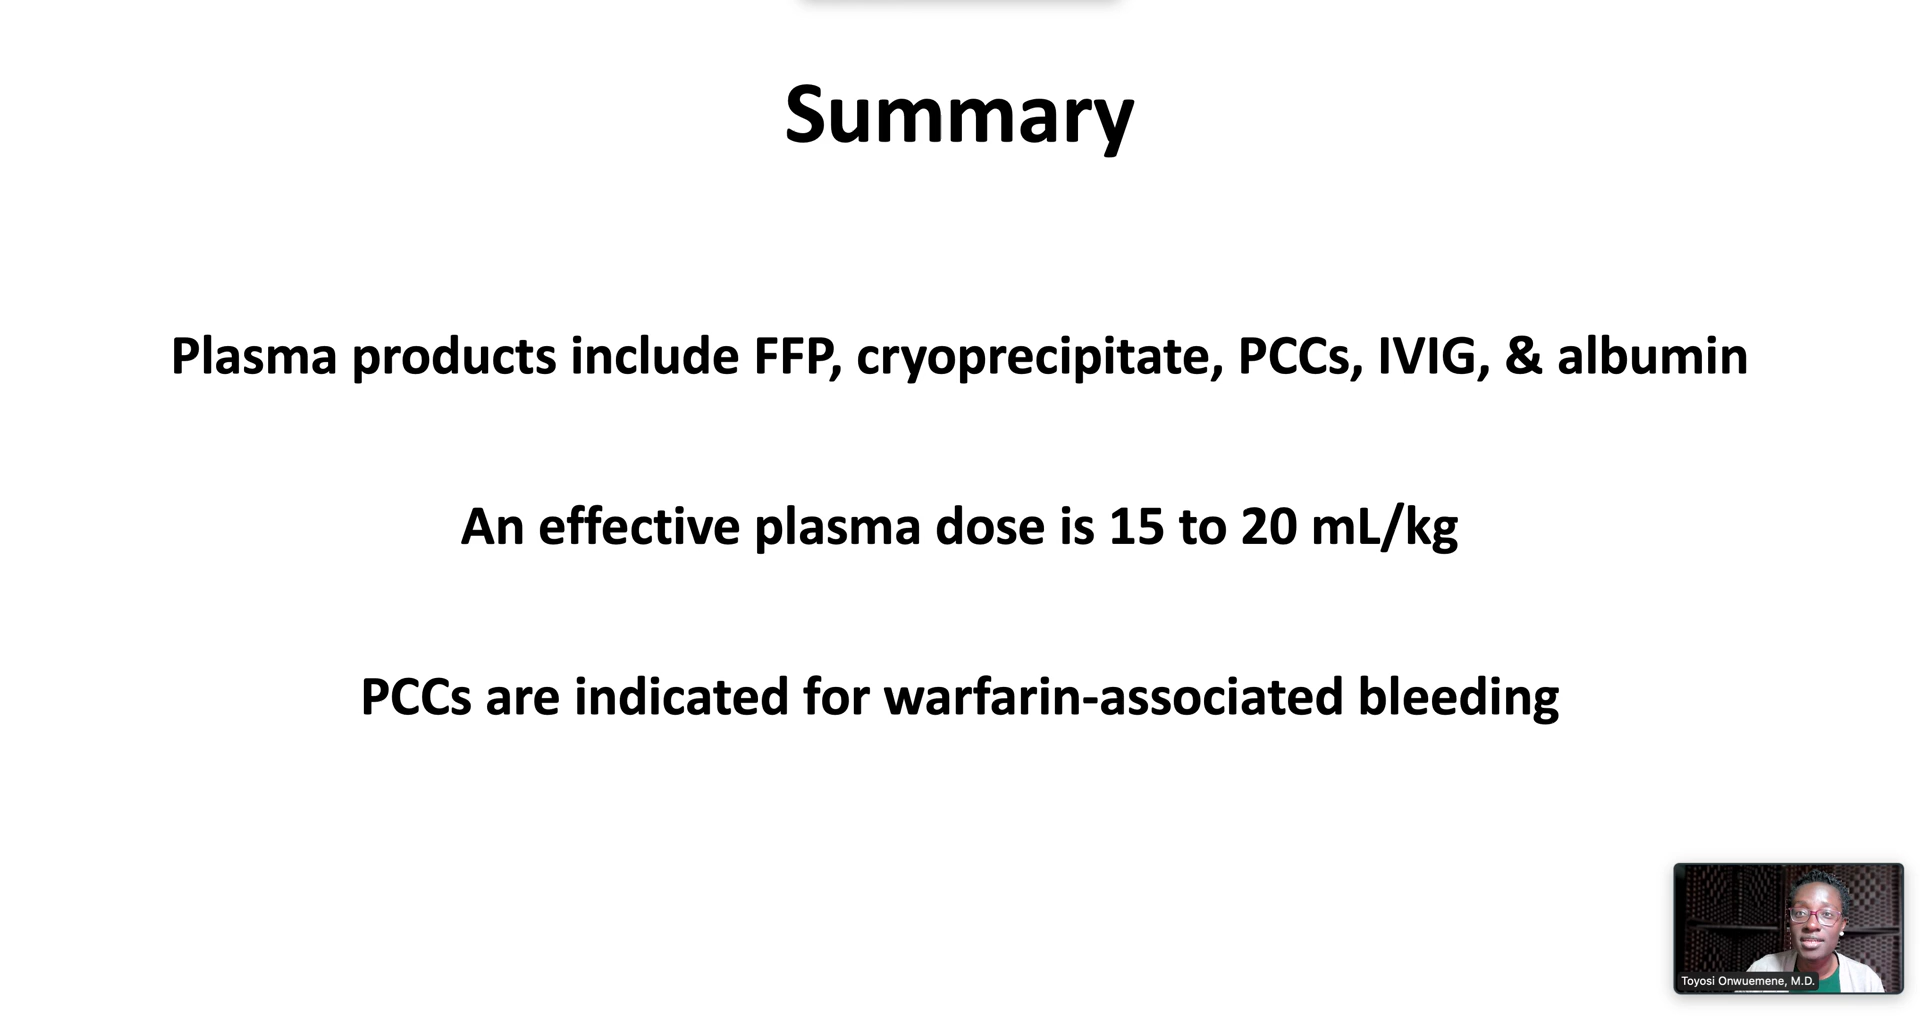 Summary
Plasma products include FFP, cryoprecipitate, PCCs, IVIG, & albumin
An effective plasma dose is 15 to 20 mL/kg
PCCs are indicated for warfarin-associated bleeding
Toyosi Onwuemene, M.D.